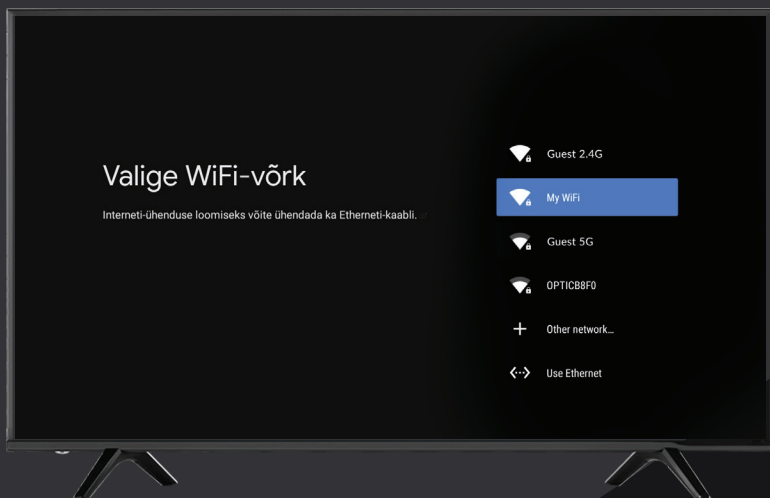 Valige WiFi-võrk
Interneti-ühenduse loomiseks võite ühendada ka Etherneti-kaabli.
Guest 2.4G
My WiFi
Guest 5G
OPTICB8F0
Other network…
Use Ethernet